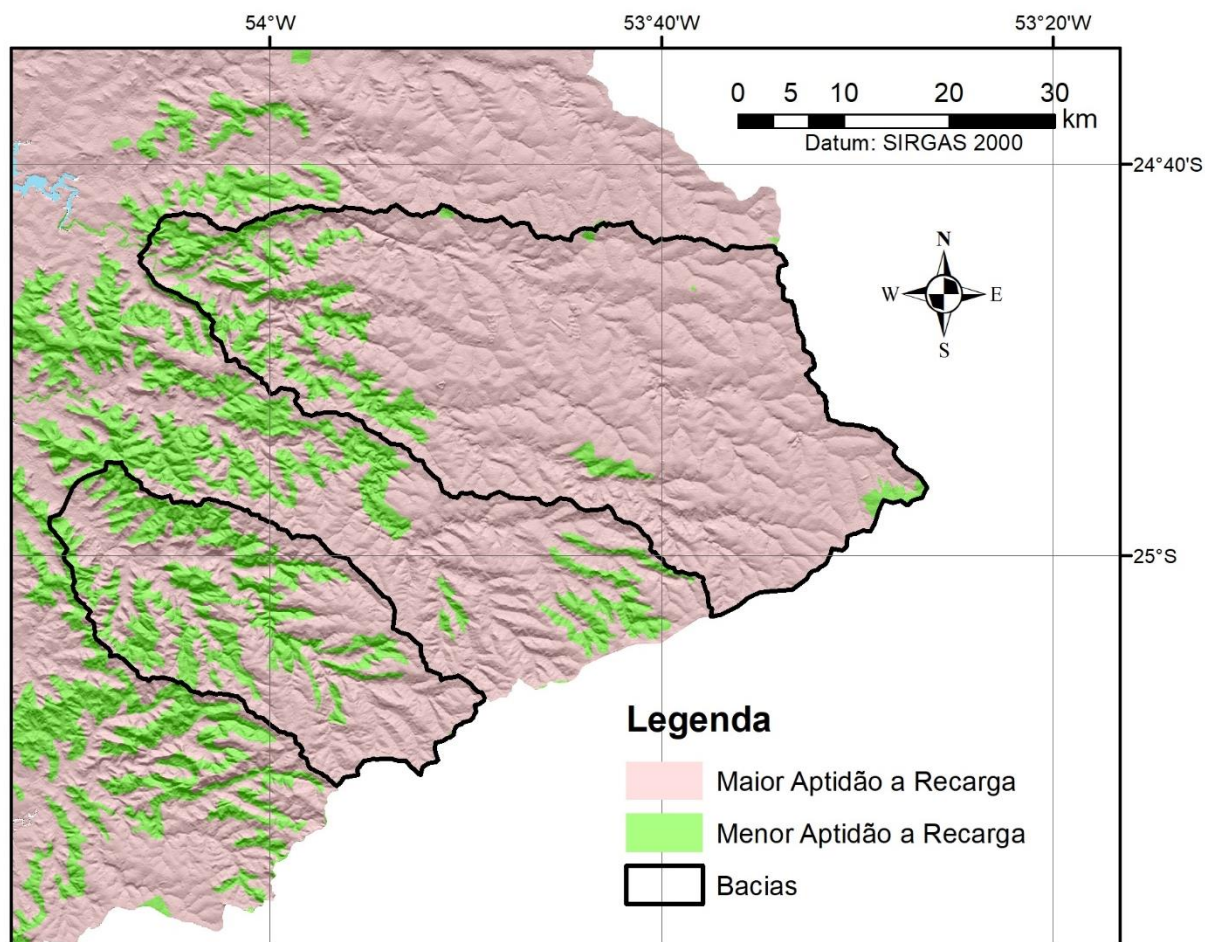 54°W
53°40'W
53°20'W
0 5 10 20 30
km
Datum: SIRGAS 2000
24°40'S
N
W E
S
25°S
Legenda
Maior Aptidão a Recarga
Menor Aptidão a Recarga
Bacias